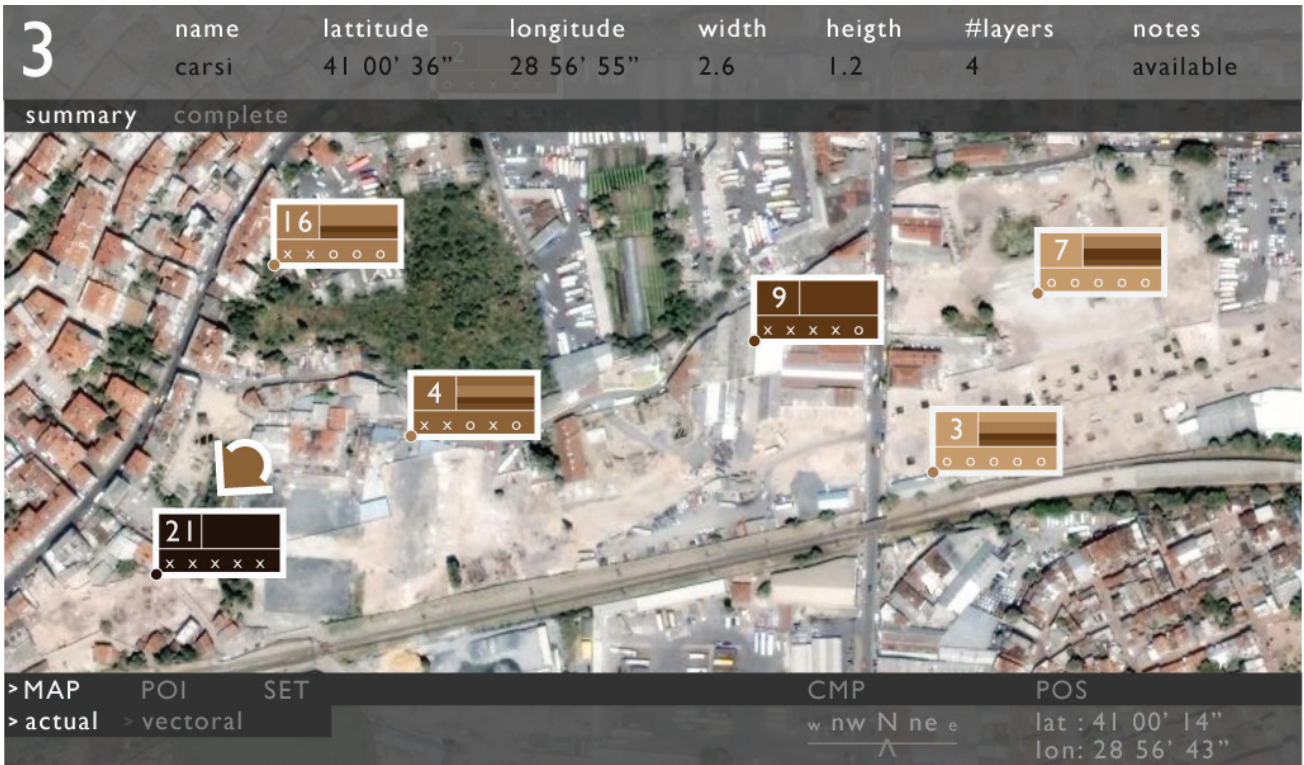 3 name lattitude longitude width heigth #layers notes
carsi 41 00' 36” 28 56' 55” 2.6 1.2 4 available
2
o x x x x
summary complete
16
x x o o o
7
o o o o o
9
x x x x o
4
x x o x o
3
o o o o o
21
x x x x x
>MAP POI SET CMP POS
> actual > vectoral w nw N ne e lat : 41 00' 14”
lon: 28 56' 43”